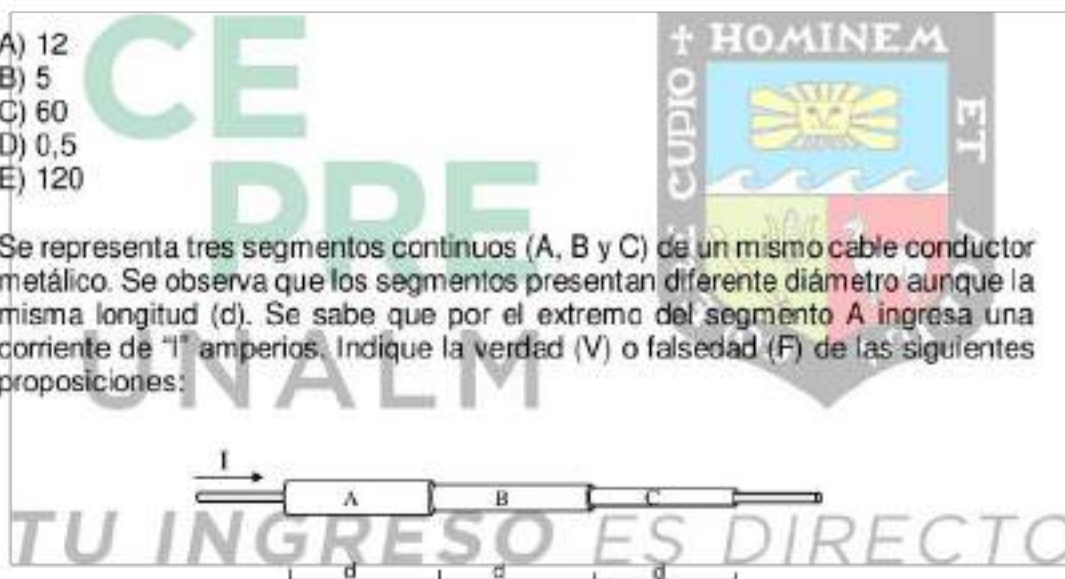 A) 12
B) 5
C) 60
D) 0,5
E) 120
CE
PRE
UNALM
CUPIO HOMINEM ET
Se representa tres segmentos continuos (A, B y C) de un mismo cable conductor
metálico. Se observa que los segmentos presentan diferente diámetro aunque la
misma longitud (d). Se sabe que por el extremo del segmento A ingresa una
corriente de "I" amperios. Indique la verdad (V) o falsedad (F) de las siguientes
proposiciones:
I
A B C
TU INGRESO ES DIRECTO
d d d